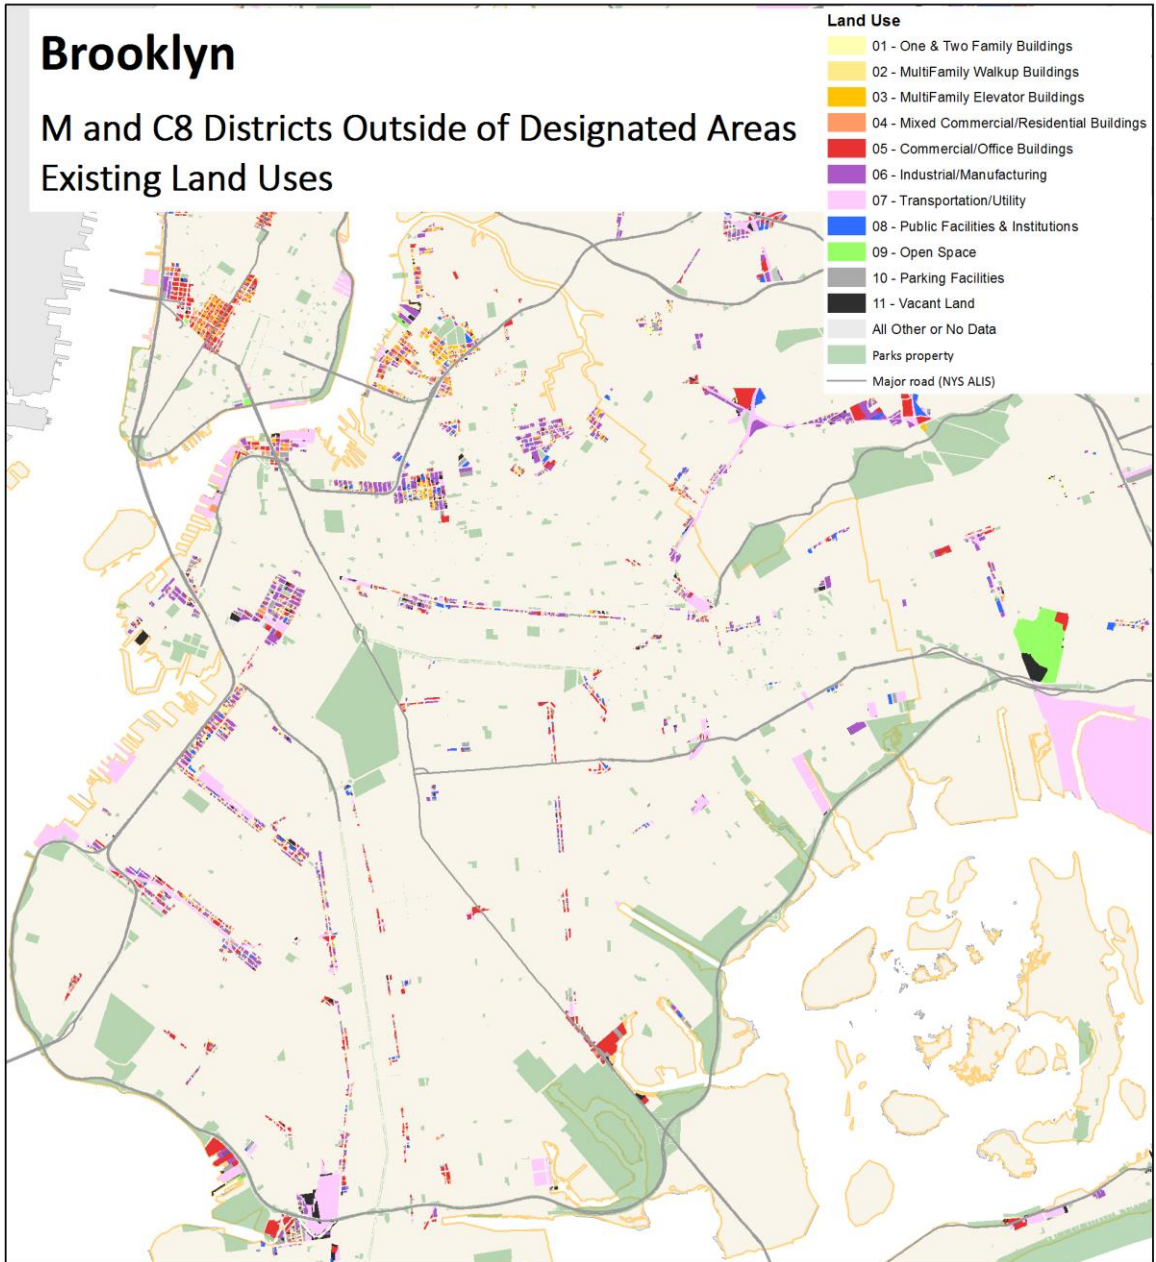 Brooklyn
M and C8 Districts Outside of Designated Areas
Existing Land Uses
Land Use
01 - One & Two Family Buildings
02 - MultiFamily Walkup Buildings
03 - MultiFamily Elevator Buildings
04 - Mixed Commercial/Residential Buildings
05 - Commercial/Office Buildings
06 - Industrial/Manufacturing
07 - Transportation/Utility
08 - Public Facilities & Institutions
09 - Open Space
10 - Parking Facilities
11 - Vacant Land
All Other or No Data
Parks property
Major road (NYS ALIS)